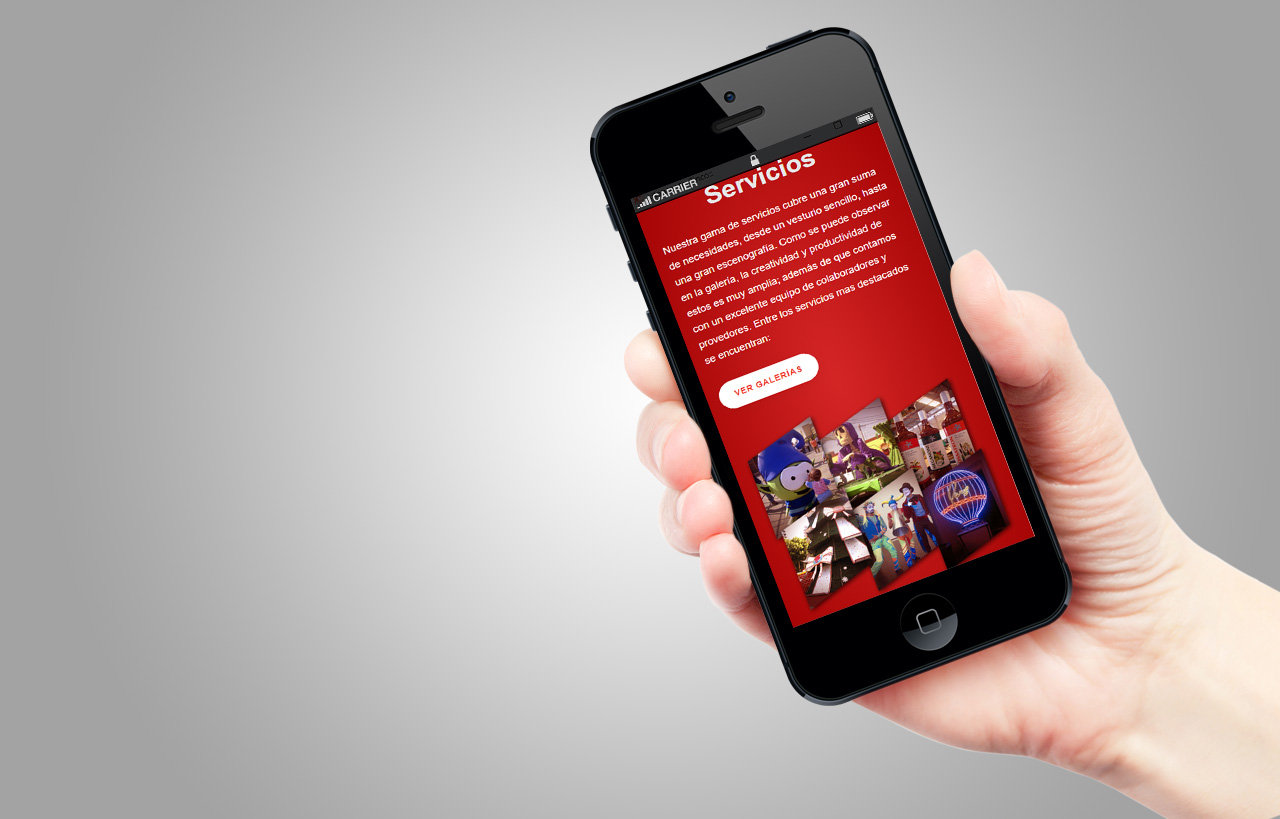 CARRIER
Servicios
Nuestra gama de servicios cubre una gran suma
de necesidades, desde un vesturio sencillo, hasta
una gran escenografía. Como se puede observar
en la galería, la creatividad y productividad de
estos es muy amplia; además de que contamos
con un excelente equipo de colaboradores y
provedores. Entre los servicios mas destacados
se encuentran:
VER GALERÍAS